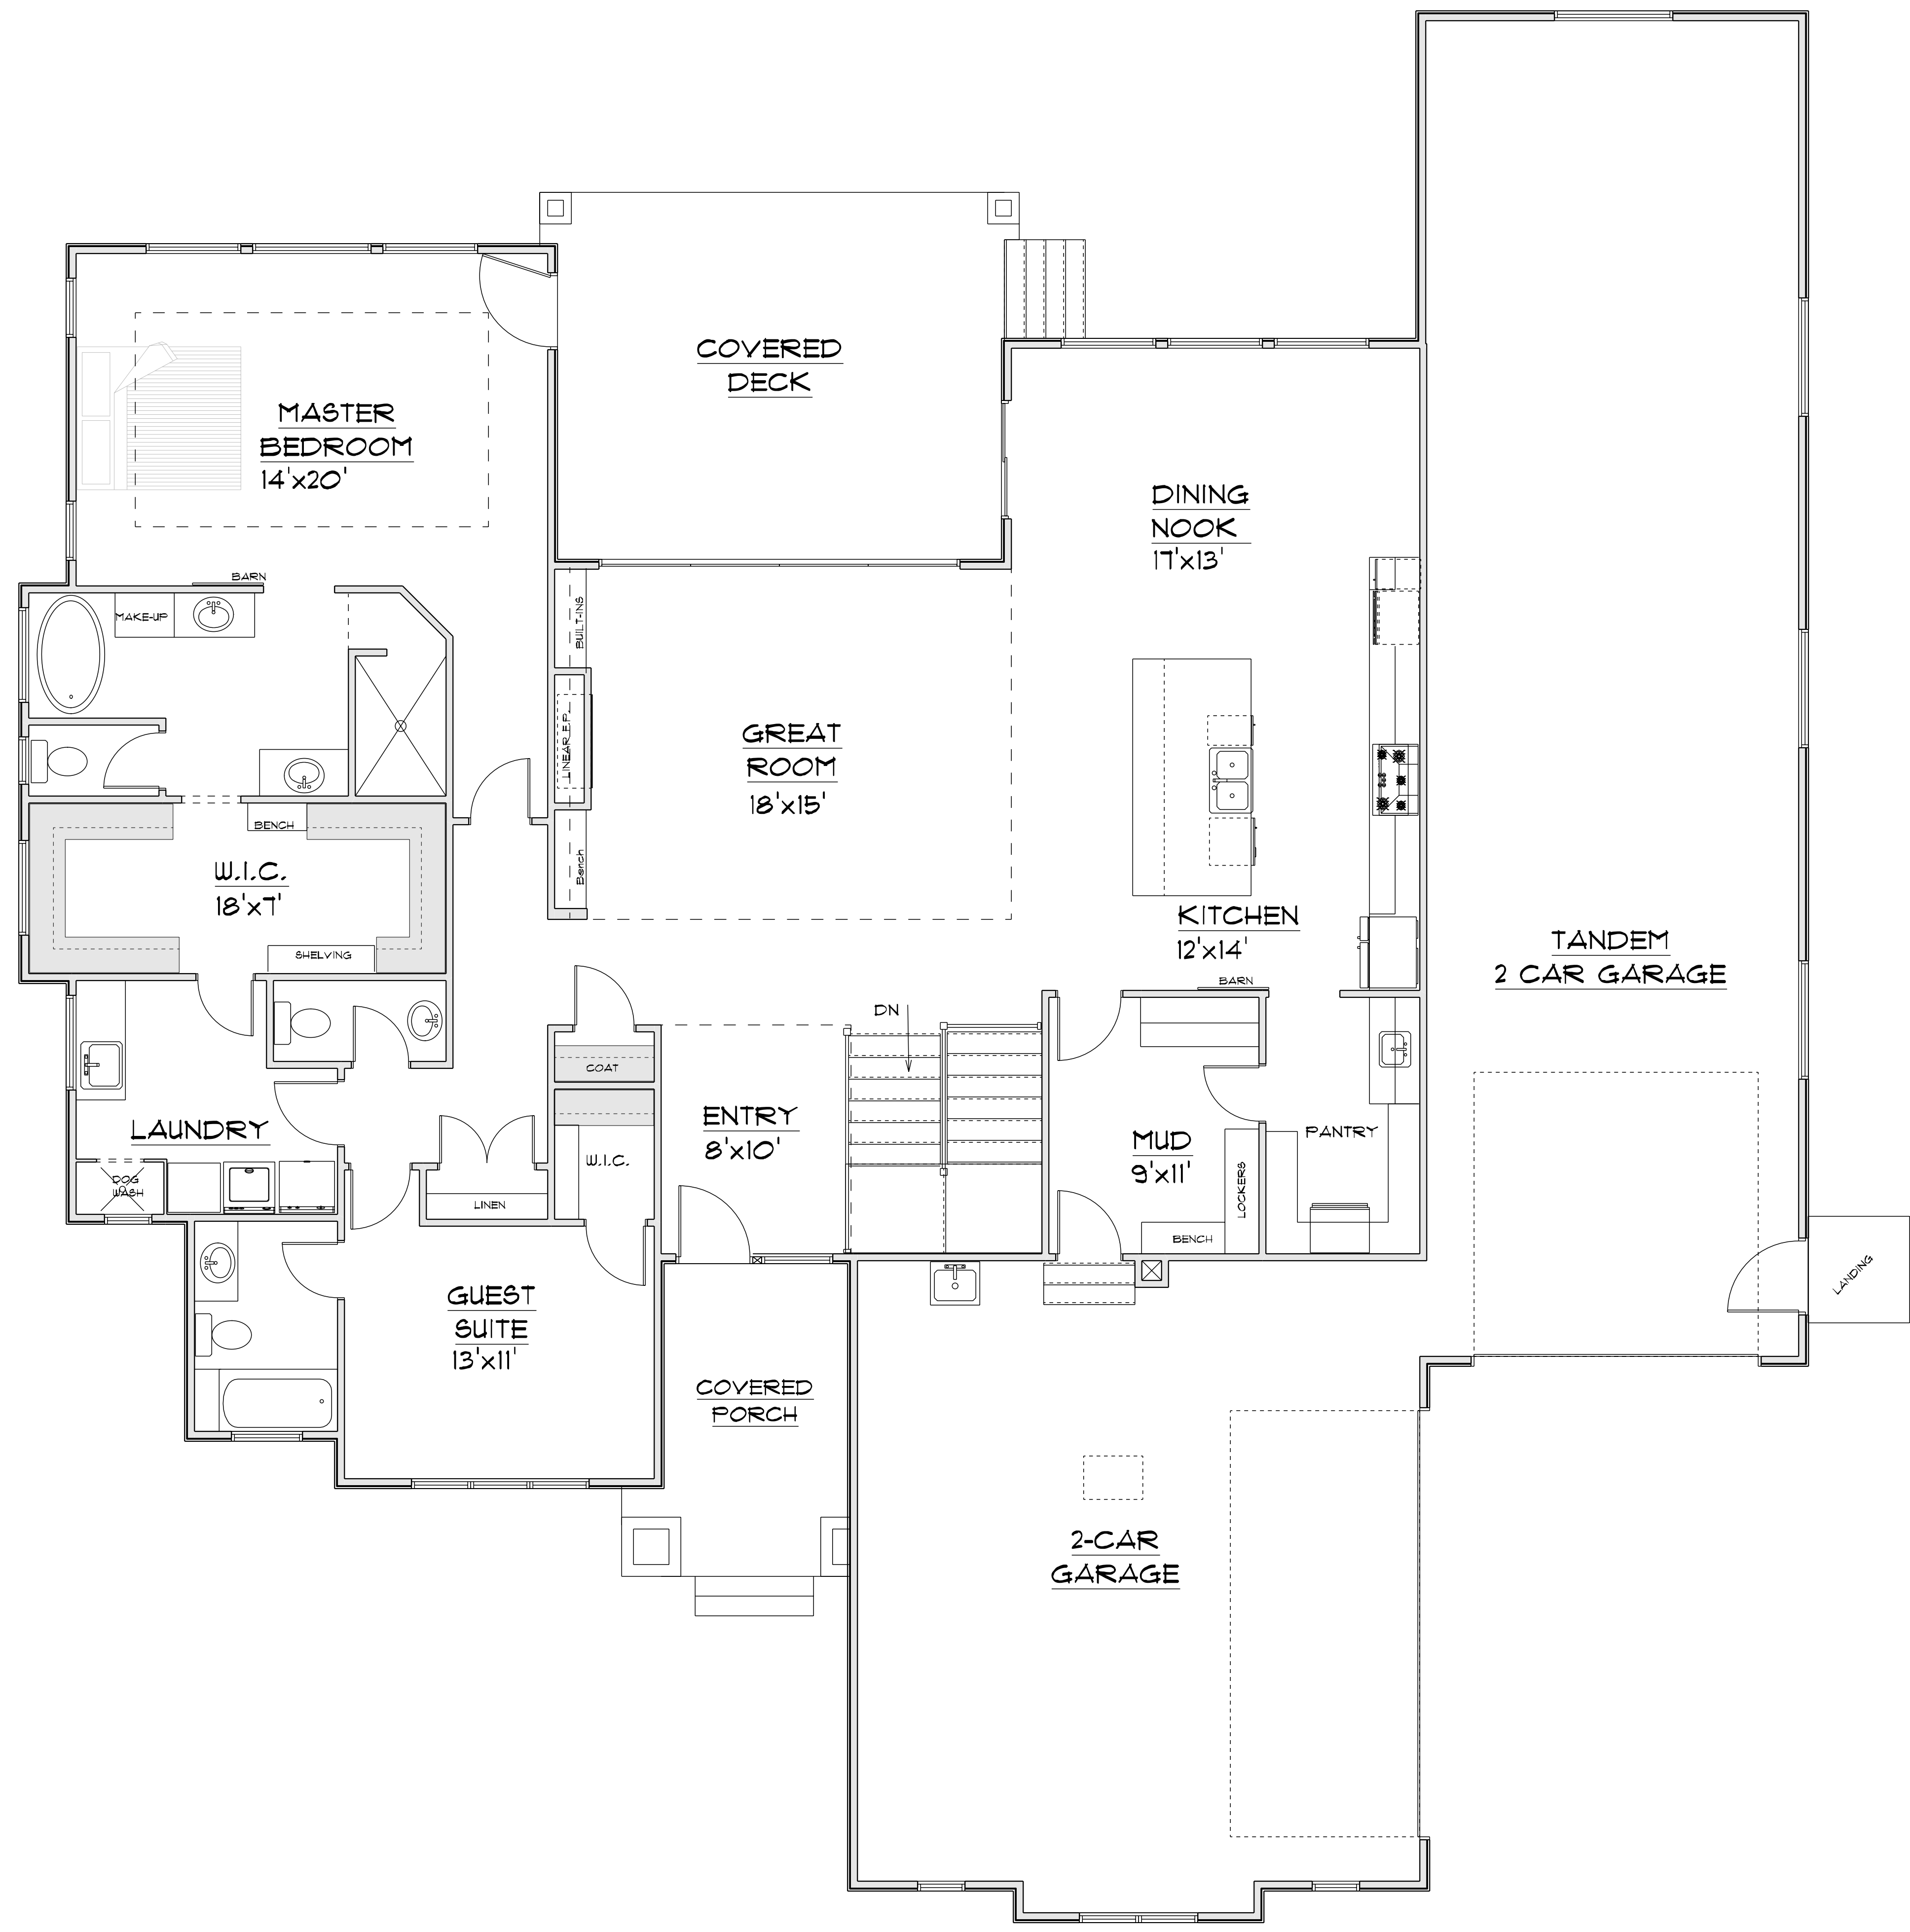 COVERED
DECK
MASTER
BEDROOM
14'x20'
DINING
NOOK
17'x13'
BARN
MAKE-UP
BUILT-INS
LINEAR F.P.
GREAT
ROOM
18'x15'
BENCH
Bench
W.I.C.
18'x7'
SHELVING
KITCHEN
12'x14'
BARN
TANDEM
2 CAR GARAGE
DN
COAT
LAUNDRY
ENTRY
8'x10'
MUD
9'x11'
PANTRY
W.I.C.
DOG
WASH
LINEN
LOCKERS
BENCH
LANDING
GUEST
SUITE
13'x11'
COVERED
PORCH
2-CAR
GARAGE